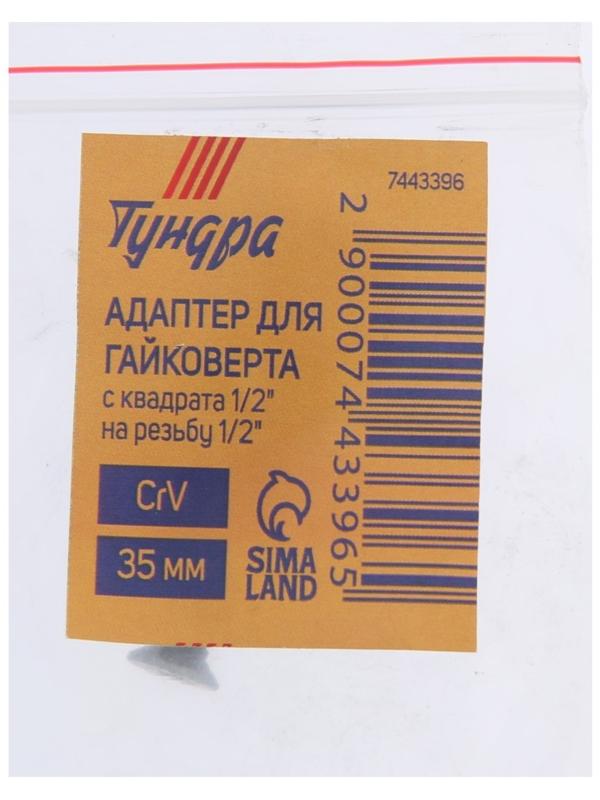 Тундра
7443396
АДАПТЕР ДЛЯ
ГАЙКОВЕРТА
с квадрата 1/2"
на резьбу 1/2"
CrV
35 мм
SIMA
LAND
2 900074 433965